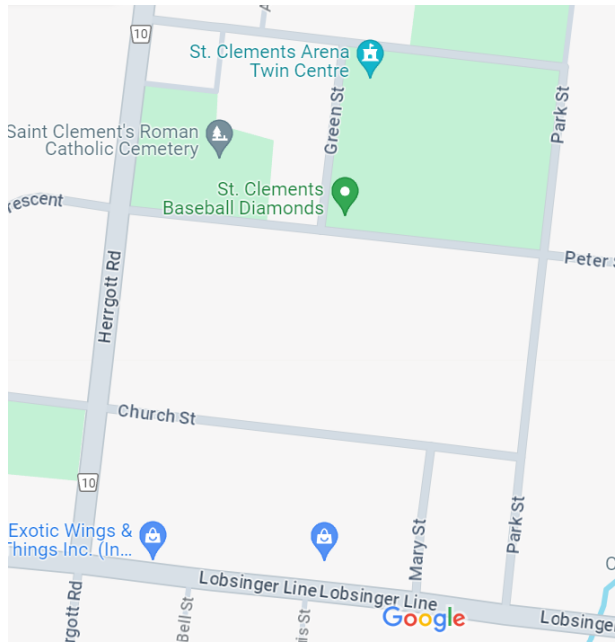 10
St. Clements Arena
Twin Centre
Green St
Park St
Saint Clement's Roman
Catholic Cemetery
St. Clements
Baseball Diamonds
rescent
Peter
Herrgott Rd
Church St
10
Exotic Wings &
Things Inc. (In...
Mary St
Park St
Lobsinger Line
Lobsinger Line
Lobsinger
rgott Rd
Bell St
is St
Google